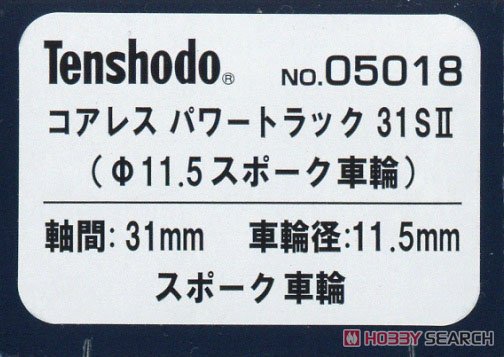 Tenshodo® NO.05018
コアレス パワートラック 31SⅡ
(Φ11.5スポーク車輪)
軸間:31mm 車輪径:11.5mm
スポーク車輪
HOBBY SEARCH